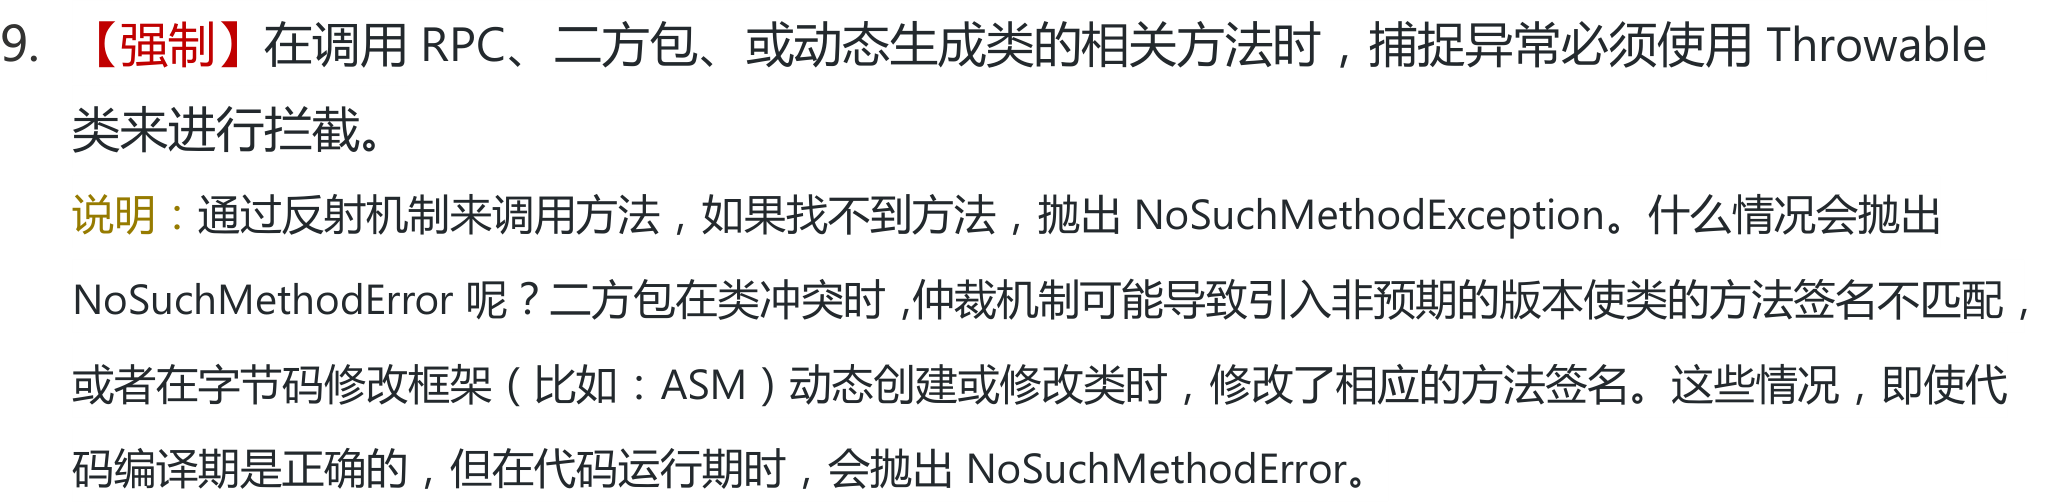 9. 【强制】在调用 RPC、二方包、或动态生成类的相关方法时，捕捉异常必须使用 Throwable
类来进行拦截。
说明：通过反射机制来调用方法，如果找不到方法，抛出 NoSuchMethodException。什么情况会抛出
NoSuchMethodError 呢？二方包在类冲突时，仲裁机制可能导致引入非预期的版本使类的方法签名不匹配，
或者在字节码修改框架（比如：ASM）动态创建或修改类时，修改了相应的方法签名。这些情况，即使代
码编译期是正确的，但在代码运行期时，会抛出 NoSuchMethodError。